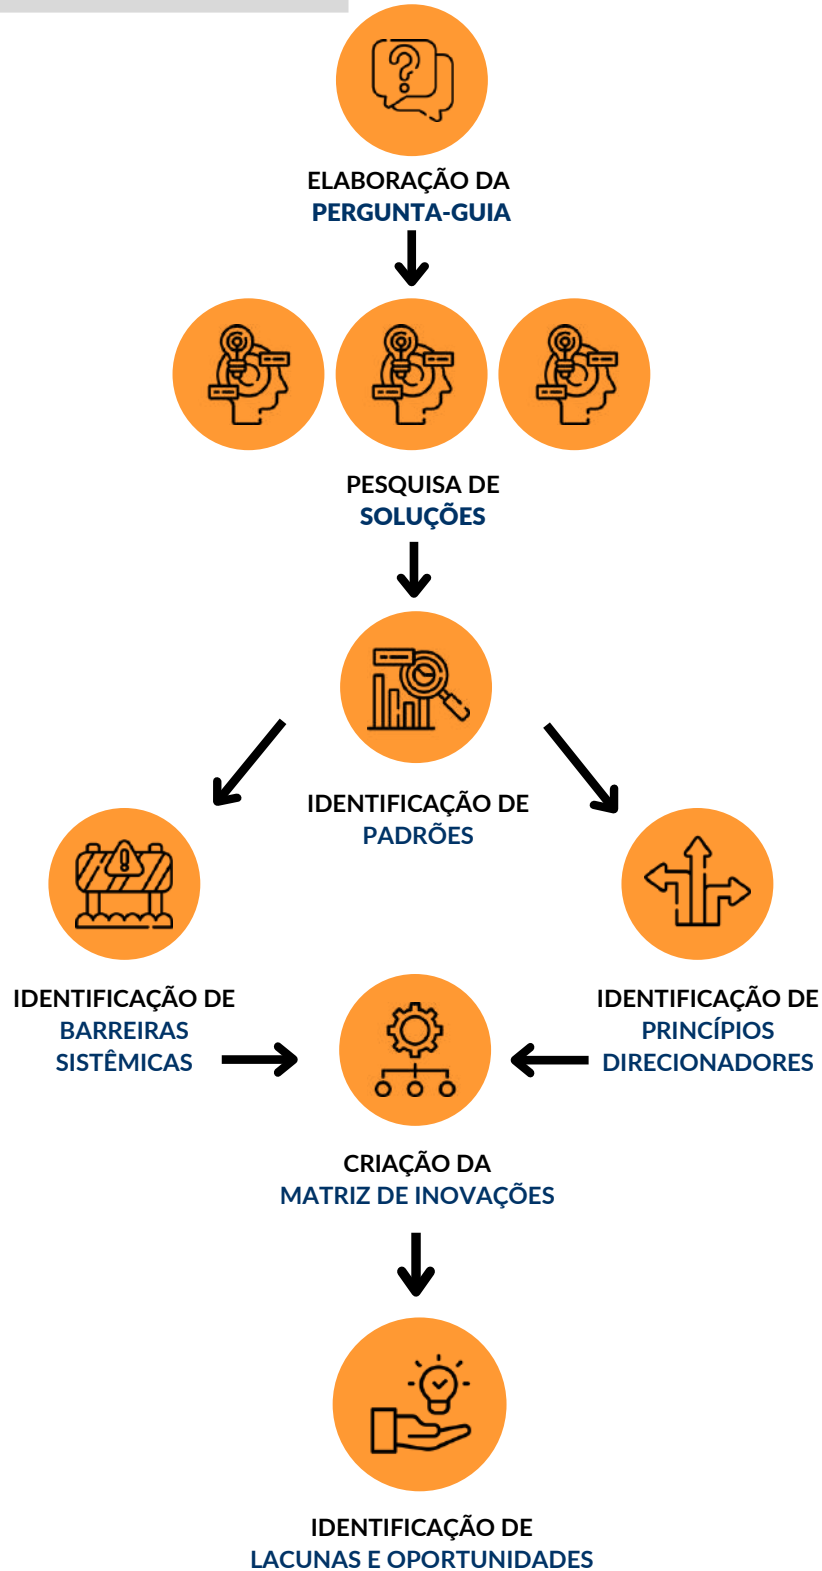 ELABORAÇÃO DA
PERGUNTA-GUIA
PESQUISA DE
SOLUÇÕES
IDENTIFICAÇÃO DE
PADRÕES
IDENTIFICAÇÃO DE
BARREIRAS
SISTÊMICAS
IDENTIFICAÇÃO DE
PRINCÍPIOS
DIRECIONADORES
CRIAÇÃO DA
MATRIZ DE INOVAÇÕES
IDENTIFICAÇÃO DE
LACUNAS E OPORTUNIDADES